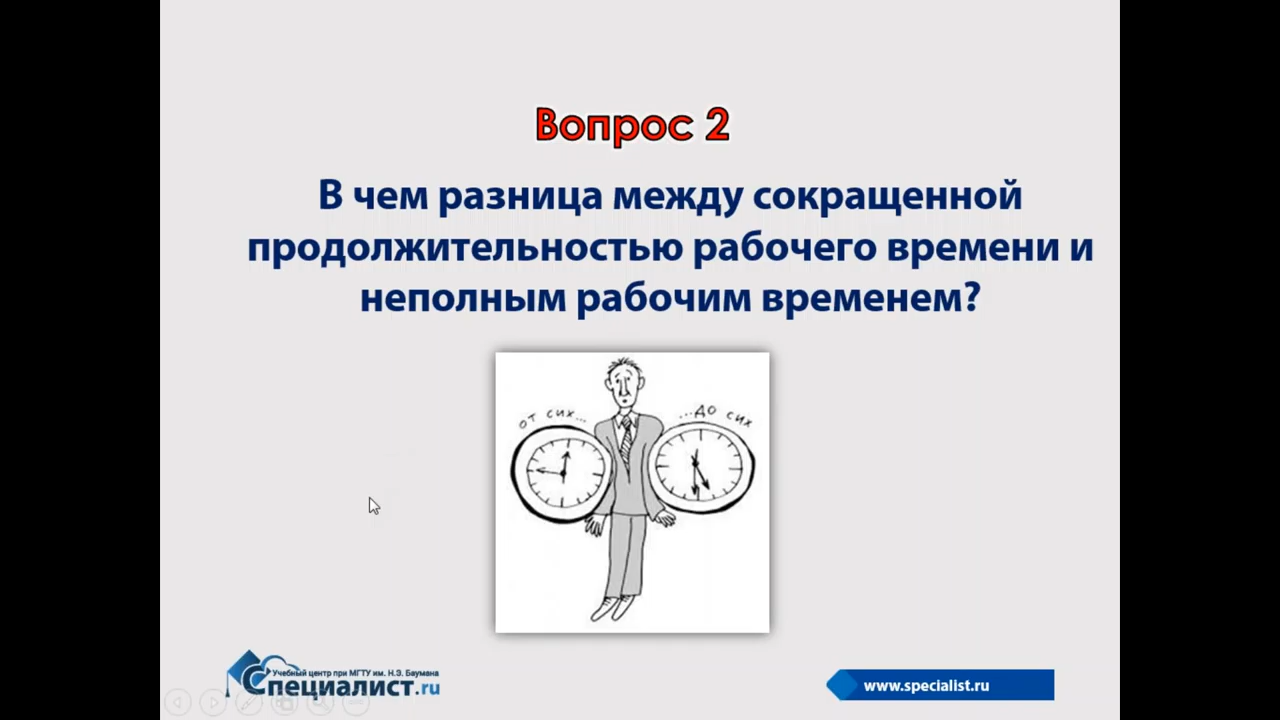 Вопрос 2
В чем разница между сокращенной
продолжительностью рабочего времени и
неполным рабочим временем?
от сих...
...до сих
Учебный центр при МГТУ им. Н.Э. Баумана
Специалист.ru
www.specialist.ru